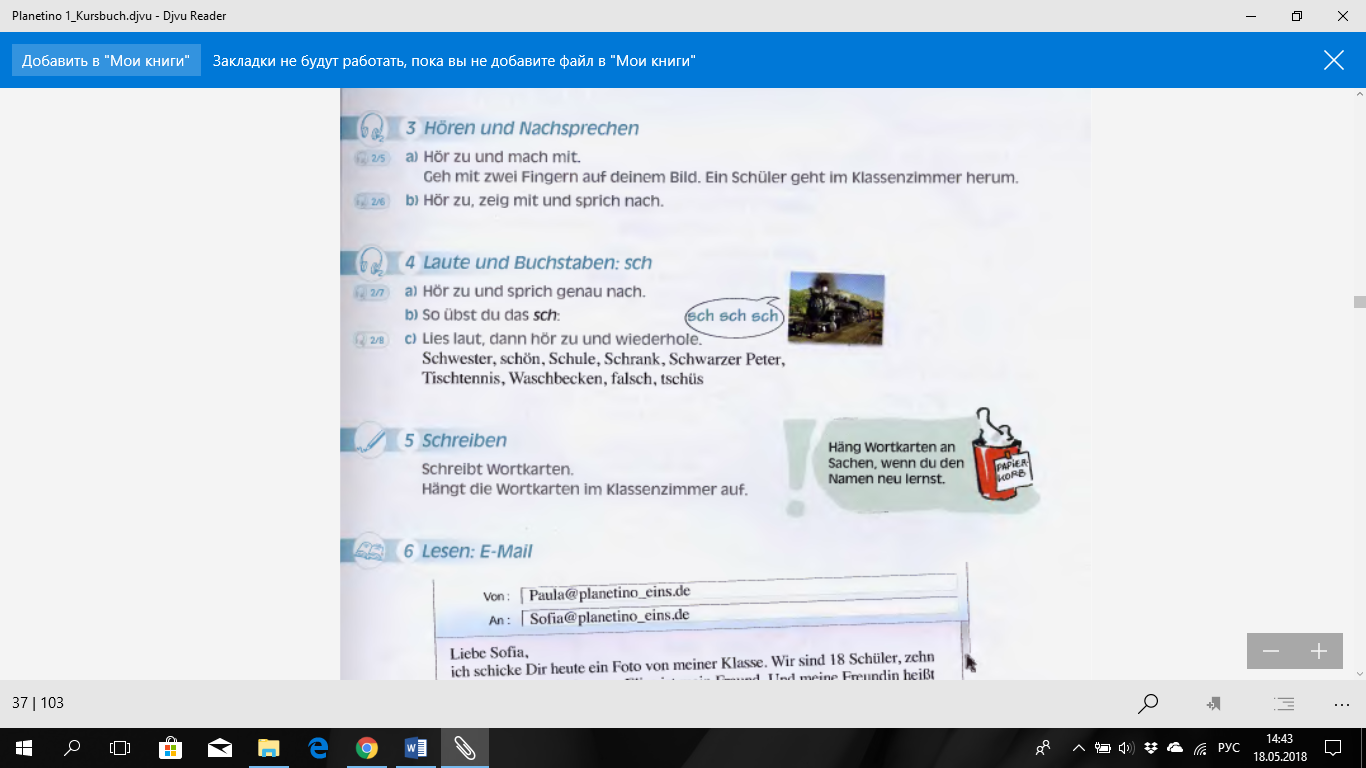 Planetino 1_Kursbuch.djvu - Djvu Reader
Добавить в "Мои книги" Закладки не будут работать, пока вы не добавите файл в "Мои книги"
3 Hören und Nachsprechen
2/5 a) Hör zu und mach mit.
Geh mit zwei Fingern auf deinem Bild. Ein Schüler geht im Klassenzimmer herum.
2/6 b) Hör zu, zeig mit und sprich nach.
4 Laute und Buchstaben: sch
2/7 a) Hör zu und sprich genau nach.
b) So übst du das sch:
sch sch sch
2/8 c) Lies laut, dann hör zu und wiederhole.
Schwester, schön, Schule, Schrank, Schwarzer Peter,
Tischtennis, Waschbecken, falsch, tschüs
5 Schreiben
Schreibt Wortkarten.
Hängt die Wortkarten im Klassenzimmer auf.
!
Häng Wortkarten an
Sachen, wenn du den
Namen neu lernst.
PAPIER-
KORB
6 Lesen: E-Mail
Von: Paula@planetino_eins.de
An: Sofia@planetino_eins.de
Liebe Sofia,
ich schicke Dir heute ein Foto von meiner Klasse. Wir sind 18 Schüler, zehn
mein Freund. Und meine Freundin heißt
37 | 103
РУС
14:43
18.05.2018